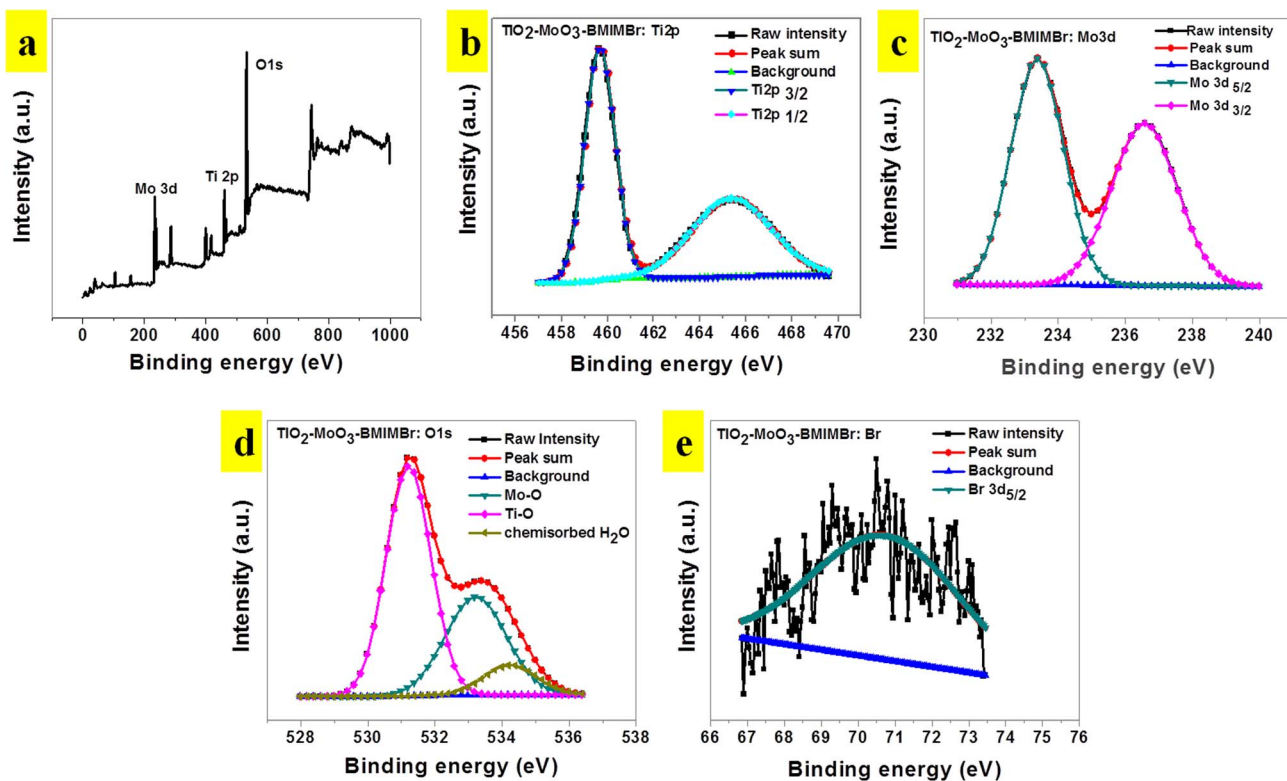 a
O1s
Mo 3d
Ti 2p
Intensity (a.u.)
0 200 400 600 800 1000
Binding energy (eV)
b
TIO2-MoO3-BMIMBr: Ti2p
Raw intensity
Peak sum
Background
Ti2p 3/2
Ti2p 1/2
Intensity (a.u.)
456 458 460 462 464 466 468 470
Binding energy (eV)
c
TIO2-MoO3-BMIMBr: Mo3d
Raw intensity
Peak sum
Background
Mo 3d 5/2
Mo 3d 3/2
Intensity (a.u.)
230 232 234 236 238 240
Binding energy (eV)
d
TIO2-MoO3-BMIMBr: O1s
Raw Intensity
Peak sum
Background
Mo-O
Ti-O
chemisorbed H2O
Intensity (a.u.)
528 530 532 534 536 538
Binding energy (eV)
e
TIO2-MoO3-BMIMBr: Br
Raw intensity
Peak sum
Background
Br 3d5/2
Intensity (a.u.)
66 67 68 69 70 71 72 73 74 75 76
Binding energy (eV)